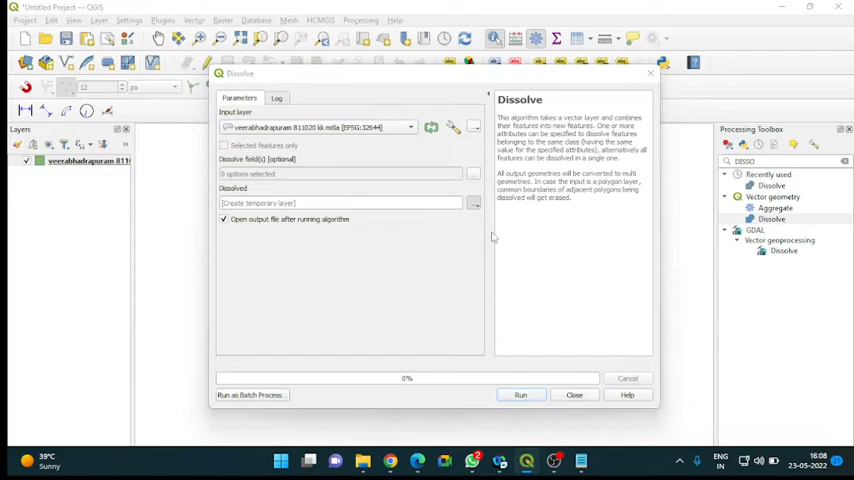 *Untitled Project — QGIS
Project Edit View Layer Settings Plugins Vector Raster Database Mesh HCMGIS Processing Help
12 px
Layers
veerabhadrapuram 811
Dissolve
Parameters Log
Input layer
veerabhadrapuram 811020 kk mitla [EPSG:32644]
Selected features only
Dissolve field(s) [optional]
0 options selected
Dissolved
[Create temporary layer]
Open output file after running algorithm
Dissolve
This algorithm takes a vector layer and combines
their features into new features. One or more
attributes can be specified to dissolve features
belonging to the same class (having the same
value for the specified attributes), alternatively all
features can be dissolved in a single one.
All output geometries will be converted to multi
geometries. In case the input is a polygon layer,
common boundaries of adjacent polygons being
dissolved will get erased.
0%
Cancel
Run as Batch Process...
Run Close Help
Processing Toolbox
DISSO
Recently used
Dissolve
Vector geometry
Aggregate
Dissolve
GDAL
Vector geoprocessing
Dissolve
39°C
Sunny
2
ENG
IN
16:08
23-05-2022